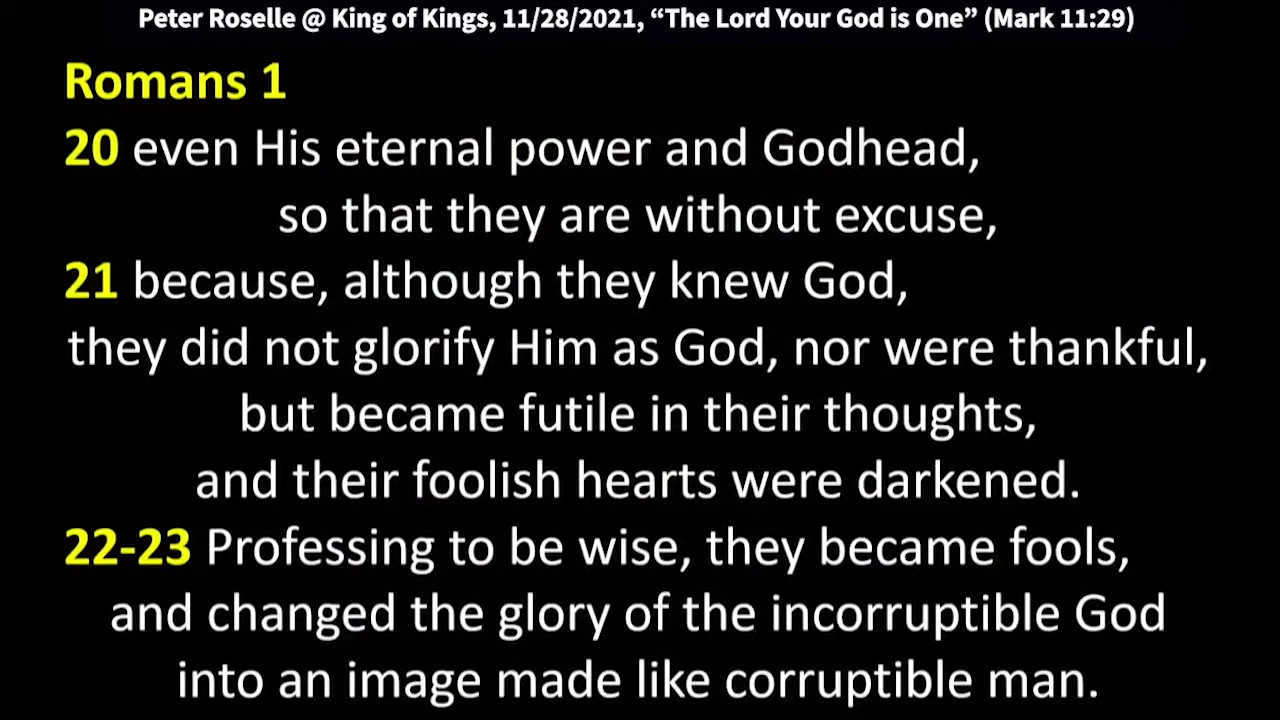 Peter Roselle @ King of Kings, 11/28/2021, “The Lord Your God is One” (Mark 11:29)
Romans 1
20 even His eternal power and Godhead,
so that they are without excuse,
21 because, although they knew God,
they did not glorify Him as God, nor were thankful,
but became futile in their thoughts,
and their foolish hearts were darkened.
22-23 Professing to be wise, they became fools,
and changed the glory of the incorruptible God
into an image made like corruptible man.